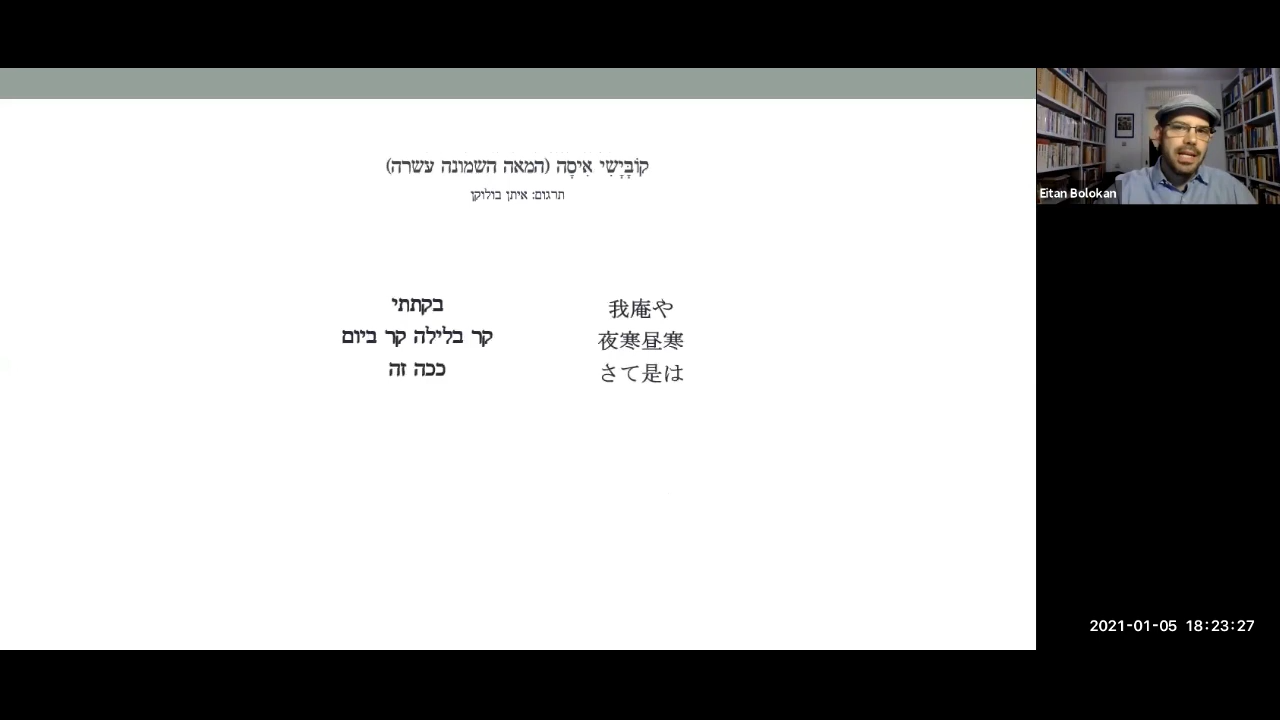 קוֹבָּיָשִי אִיסָה (המאה השמונה עשרה)
תרגום: איתן בולוקן
בקתתי
קר בלילה קר ביום
ככה זה
我庵や
夜寒昼寒
さて是は
Eitan Bolokan
2021-01-05 18:23:27